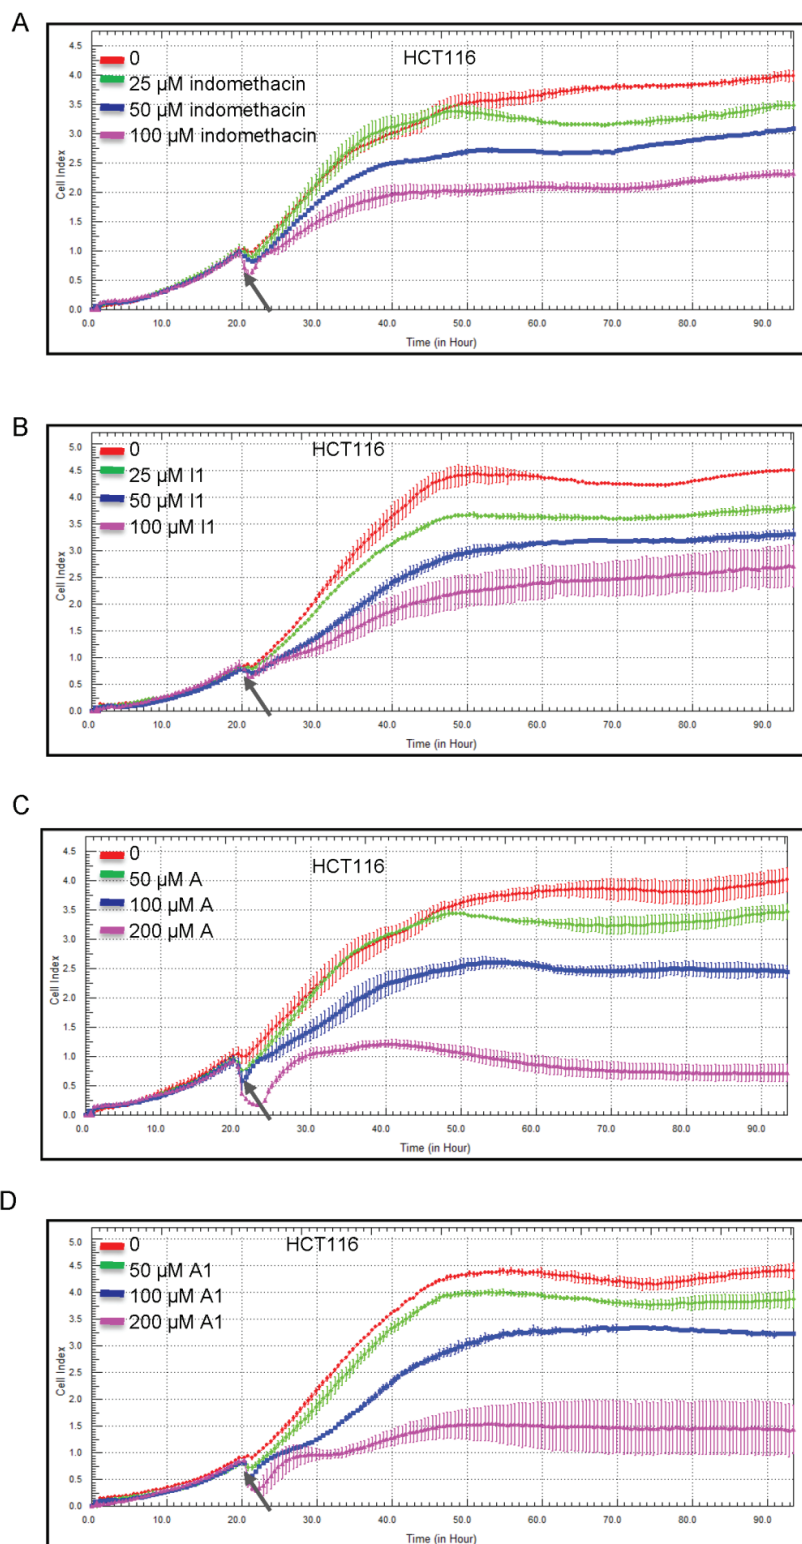 A
HCT116
0
25 µM indomethacin
50 µM indomethacin
100 µM indomethacin
Cell Index
4.5
4.0
3.5
3.0
2.5
2.0
1.5
1.0
0.5
0.0
0.0 10.0 20.0 30.0 40.0 50.0 60.0 70.0 80.0 90.0
Time (in Hour)
B
HCT116
0
25 µM I1
50 µM I1
100 µM I1
Cell Index
5.0
4.5
4.0
3.5
3.0
2.5
2.0
1.5
1.0
0.5
0.0
0.0 10.0 20.0 30.0 40.0 50.0 60.0 70.0 80.0 90.0
Time (in Hour)
C
HCT116
0
50 µM A
100 µM A
200 µM A
Cell Index
4.5
4.0
3.5
3.0
2.5
2.0
1.5
1.0
0.5
0.0
0.0 10.0 20.0 30.0 40.0 50.0 60.0 70.0 80.0 90.0
Time (in Hour)
D
HCT116
0
50 µM A1
100 µM A1
200 µM A1
Cell Index
5.0
4.5
4.0
3.5
3.0
2.5
2.0
1.5
1.0
0.5
0.0
0.0 10.0 20.0 30.0 40.0 50.0 60.0 70.0 80.0 90.0
Time (in Hour)